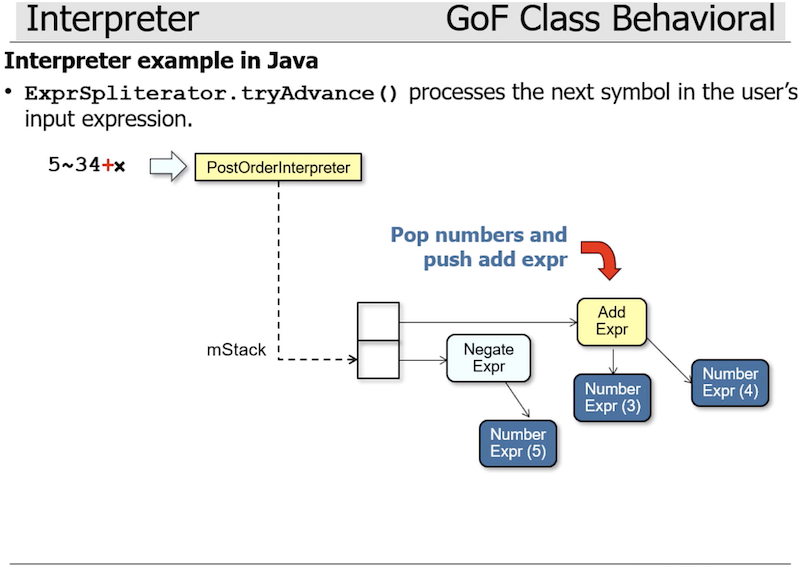 Interpreter GoF Class Behavioral
Interpreter example in Java
• ExprSpliterator.tryAdvance() processes the next symbol in the user's
input expression.
5~34+×
PostOrderInterpreter
Pop numbers and
push add expr
Add
Expr
mStack
Negate
Expr
Number
Expr (3)
Number
Expr (4)
Number
Expr (5)